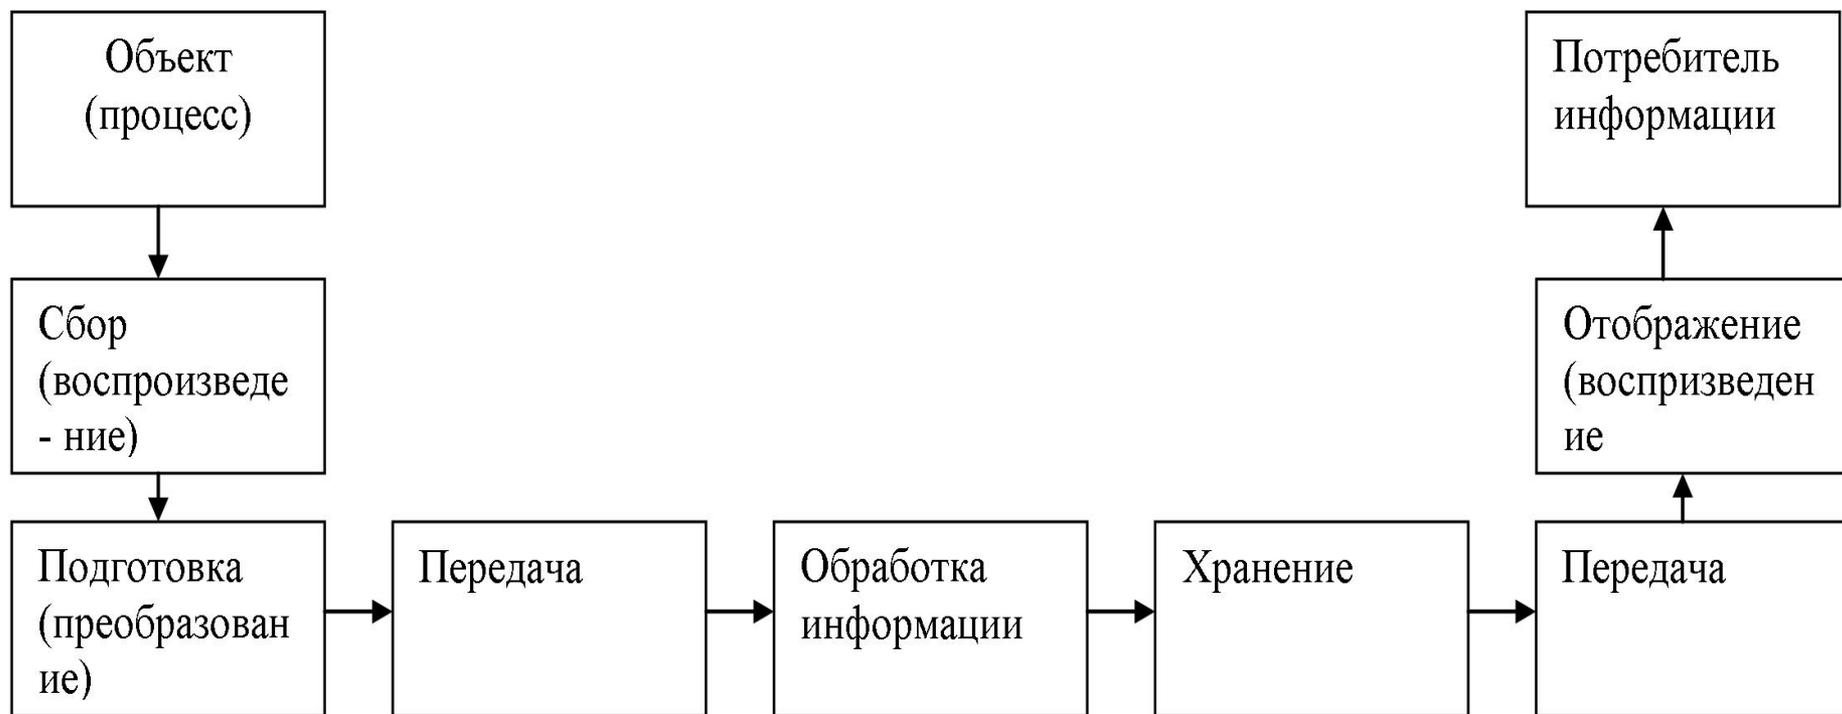 Объект
(процесс)
Сбор
(воспроизведе
- ние)
Подготовка
(преобразован
ие)
Передача
Обработка
информации
Хранение
Передача
Отображение
(воспризведен
ие
Потребитель
информации